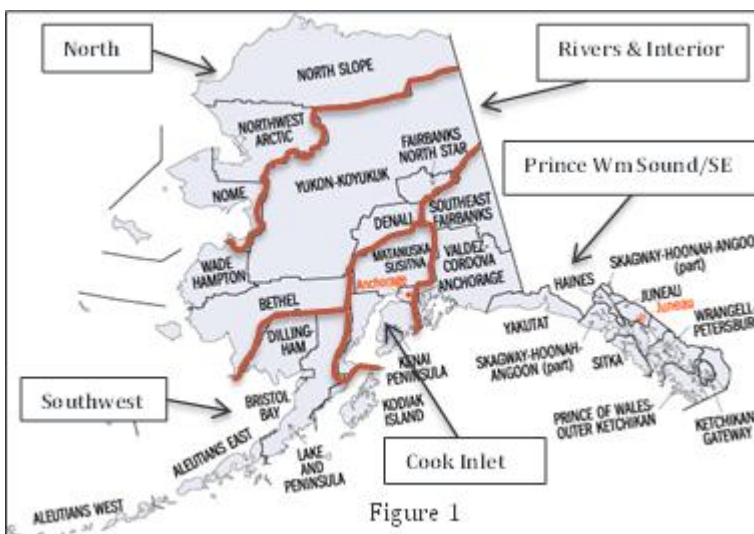 North
Rivers & Interior
NORTH SLOPE
NORTHWEST
ARCTIC
FAIRBANKS
NORTH STAR
Prince Wm Sound/SE
NOME
YUKON-KOYUKUK
DENALI
SOUTHEAST
FAIRBANKS
WADE
HAMPTON
MATANUSKA
SUSITNA
VALDEZ-
CORDOVA
Anchorage
ANCHORAGE
HAINES
SKAGWAY-HOONAH-ANGOON
(part)
JUNEAU
Juneau
BETHEL
WRANGELL-
PETERSBURG
YAKUTAT
DILLING-
HAM
SKAGWAY-HOONAH-
ANGOON (part)
SITKA
KENAI
PENINSULA
Southwest
BRISTOL
BAY
KODIAK
ISLAND
PRINCE OF WALES-
OUTER KETCHIKAN
KETCHIKAN
GATEWAY
ALEUTIANS EAST
LAKE
AND
PENINSULA
Cook Inlet
ALEUTIANS WEST
Figure 1